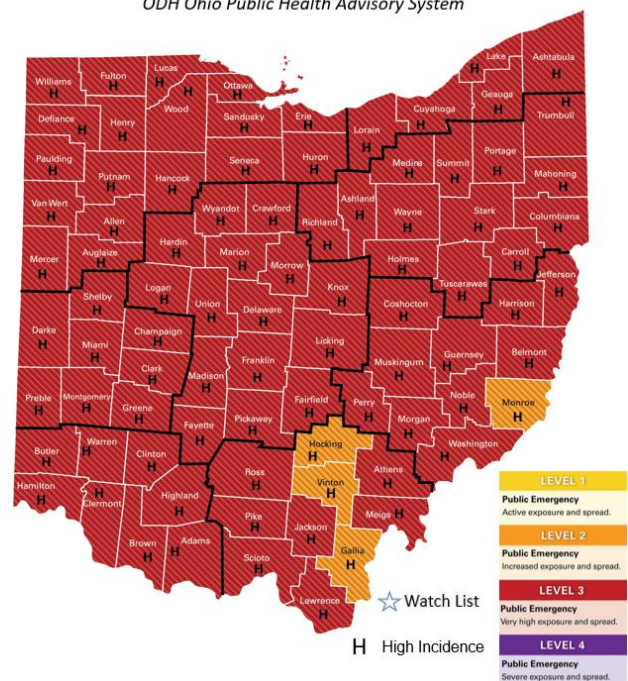 ODH Ohio Public Health Advisory System
Williams
H
Fulton
H
Lucas
H
Ottawa
H
Lake
H
Ashtabula
H
Geauga
H
Cuyahoga
H
Defiance
H
Henry
H
Wood
H
Sandusky
H
Erie
H
Lorain
H
Trumbull
H
Paulding
H
Putnam
H
Hancock
H
Seneca
H
Huron
H
Medina
H
Summit
H
Portage
H
Mahoning
H
Van Wert
H
Allen
H
Wyandot
H
Crawford
H
Richland
H
Ashland
H
Wayne
H
Stark
H
Columbiana
H
Mercer
H
Auglaize
H
Hardin
H
Marion
H
Morrow
H
Holmes
H
Tuscarawas
H
Carroll
H
Jefferson
H
Shelby
H
Logan
H
Union
H
Delaware
H
Knox
H
Coshocton
H
Harrison
H
Darke
H
Miami
H
Champaign
H
Clark
H
Madison
H
Franklin
H
Licking
H
Muskingum
H
Guernsey
H
Belmont
H
Preble
H
Montgomery
H
Greene
H
Fayette
H
Pickaway
H
Fairfield
H
Perry
H
Morgan
H
Noble
H
Monroe
H
Washington
H
Butler
H
Warren
H
Clinton
H
Ross
H
Hocking
H
Athens
H
Hamilton
H
Clermont
H
Highland
H
Vinton
H
Meigs
H
Brown
H
Adams
H
Pike
H
Jackson
H
Scioto
H
Gallia
H
Lawrence
H
Watch List
H High Incidence
LEVEL 1
Public Emergency
Active exposure and spread.
LEVEL 2
Public Emergency
Increased exposure and spread.
LEVEL 3
Public Emergency
Very high exposure and spread.
LEVEL 4
Public Emergency
Severe exposure and spread.